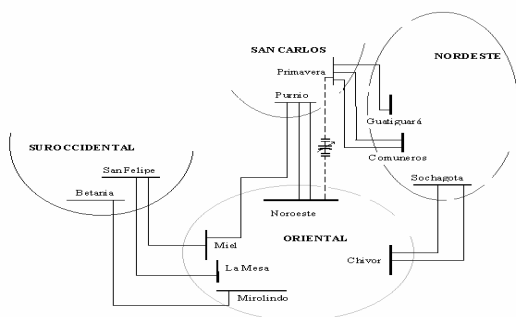 SAN CARLOS
NORDESTE
Primavera
Purnio
Guatiguará
Comuneros
SUROCCIDENTAL
San Felipe
Betania
Sochagota
Noroeste
ORIENTAL
Miel
La Mesa
Chivor
Mirolindo